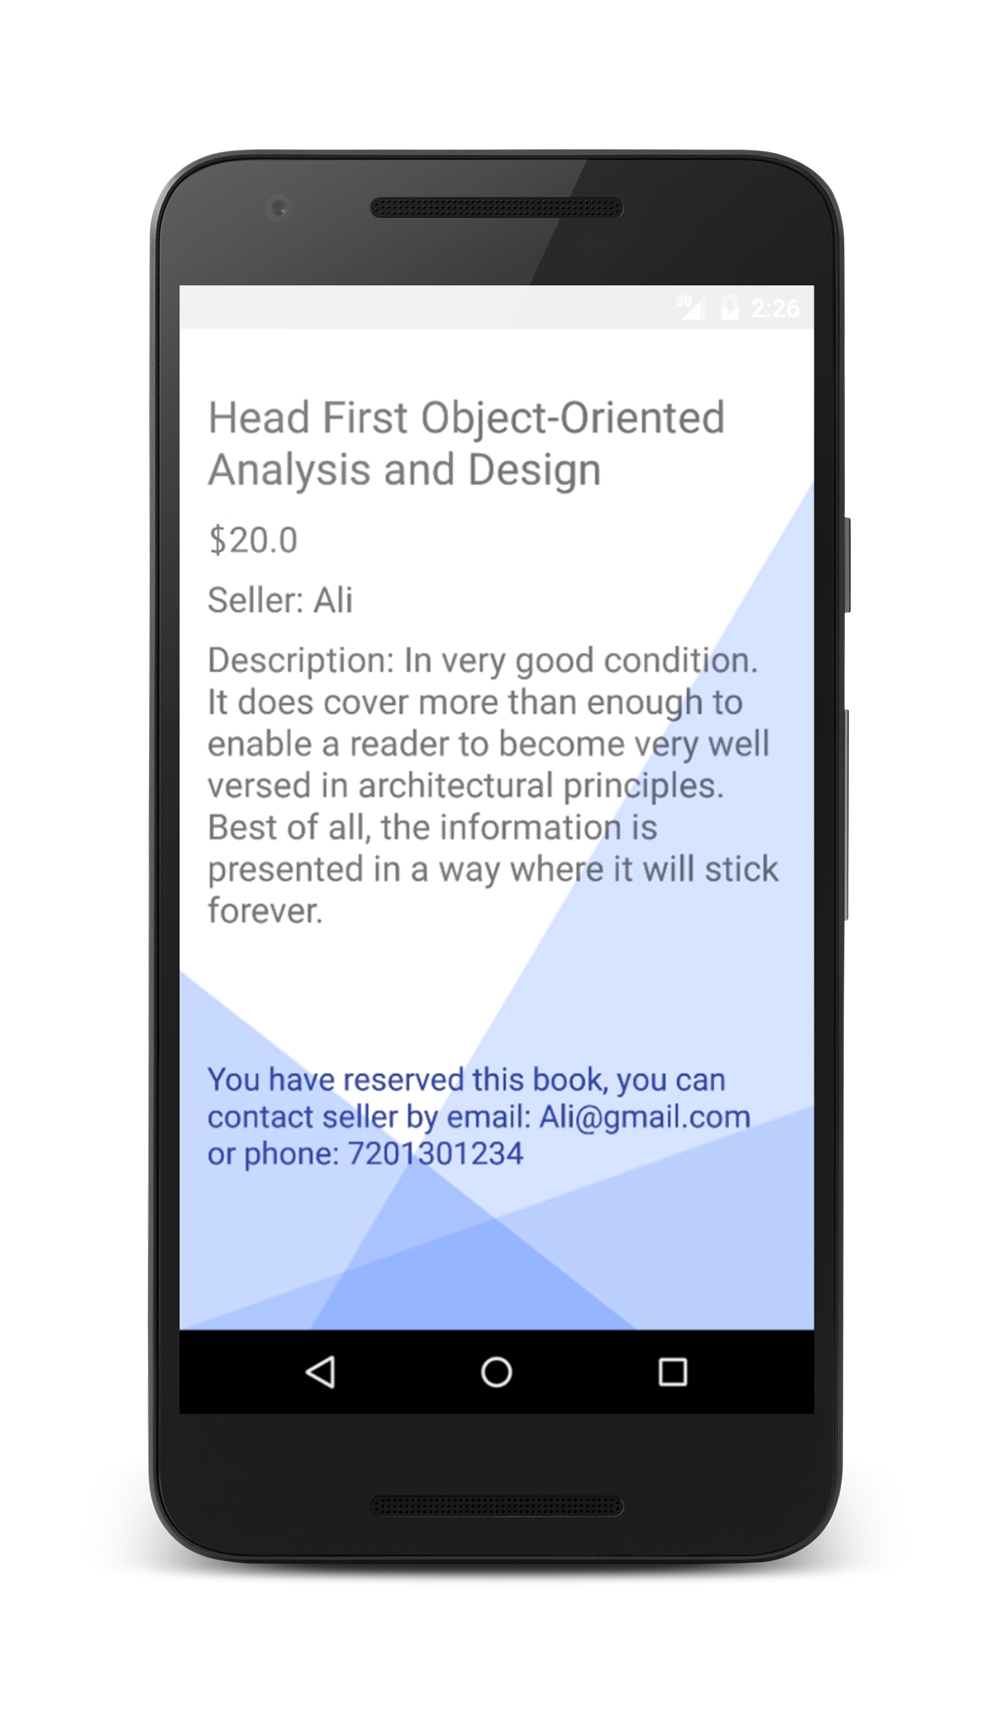 3G 2:26
Head First Object-Oriented
Analysis and Design
$20.0
Seller: Ali
Description: In very good condition.
It does cover more than enough to
enable a reader to become very well
versed in architectural principles.
Best of all, the information is
presented in a way where it will stick
forever.
You have reserved this book, you can
contact seller by email: Ali@gmail.com
or phone: 7201301234